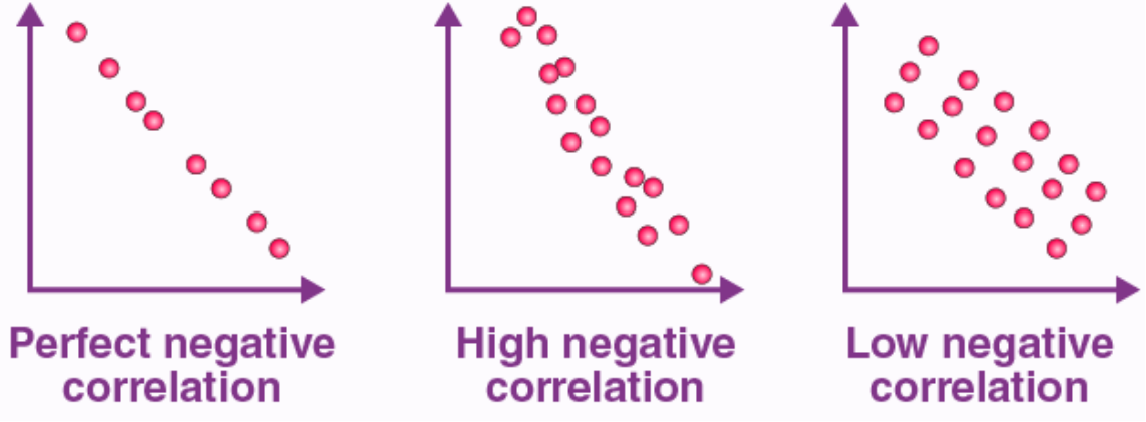 Perfect negative
correlation
High negative
correlation
Low negative
correlation